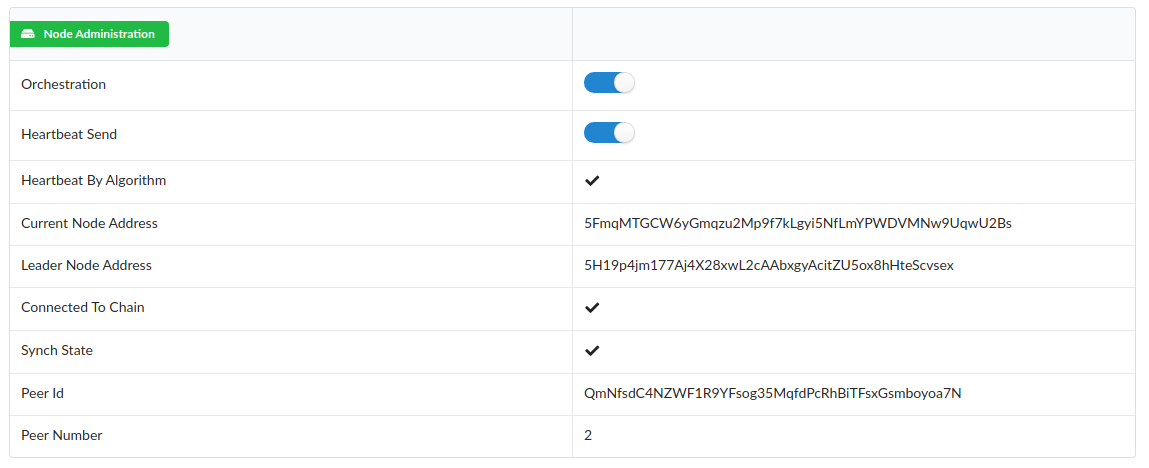 Node Administration
Orchestration
Heartbeat Send
Heartbeat By Algorithm
Current Node Address 5FmqMTGCW6yGmqzu2Mp9f7kLgyi5NfLmYPWDVMNw9UqwU2Bs
Leader Node Address 5H19p4jm177Aj4X28xwL2cAAbxgyAcitZU5ox8hHteScvsex
Connected To Chain
Synch State
Peer Id QmNfsdC4NZWF1R9YFsog35MqfdPcRhBiTFsxGsmboyoa7N
Peer Number 2